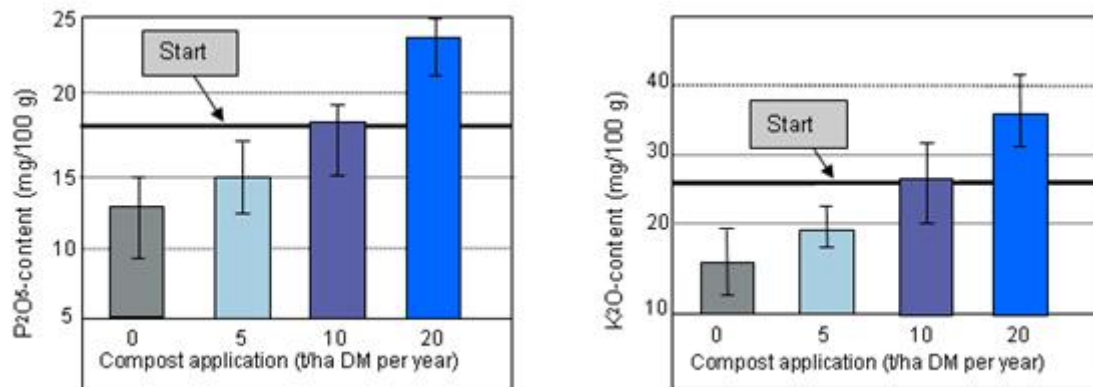 P2O5-content (mg/100 g)
25
20
15
10
5
Start
0 5 10 20
Compost application (t/ha DM per year)
K2O-content (mg/100 g)
40
30
20
10
Start
0 5 10 20
Compost application (t/ha DM per year)